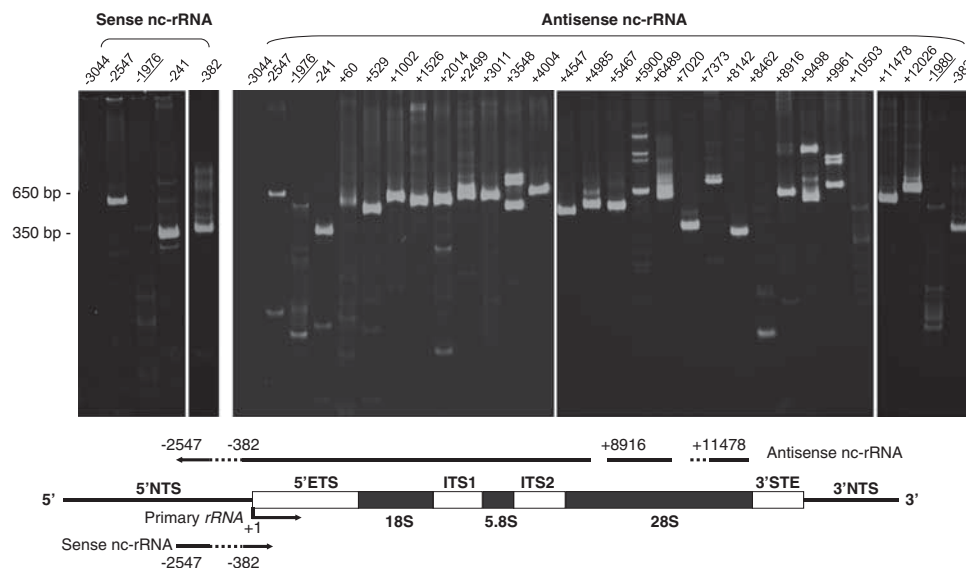 Sense nc-rRNA
Antisense nc-rRNA
-3044 -2547 -1976 -241 -382
-3044 -2547 -1976 -241 +60 +529 +1002 +1526 +2014 +2499 +3011 +3548 +4004 +4547 +4985 +5467 +5900 +6489 +7020 +7373 +8142 +8462 +8916 +9498 +9961 +10503 +11478 +12026 -1980 -382
650 bp -
350 bp -
-2547 -382 +8916 +11478 Antisense nc-rRNA
5' 5'NTS 5'ETS ITS1 ITS2 3'STE 3'NTS 3'
Primary rRNA +1 18S 5.8S 28S
Sense nc-rRNA
-2547 -382